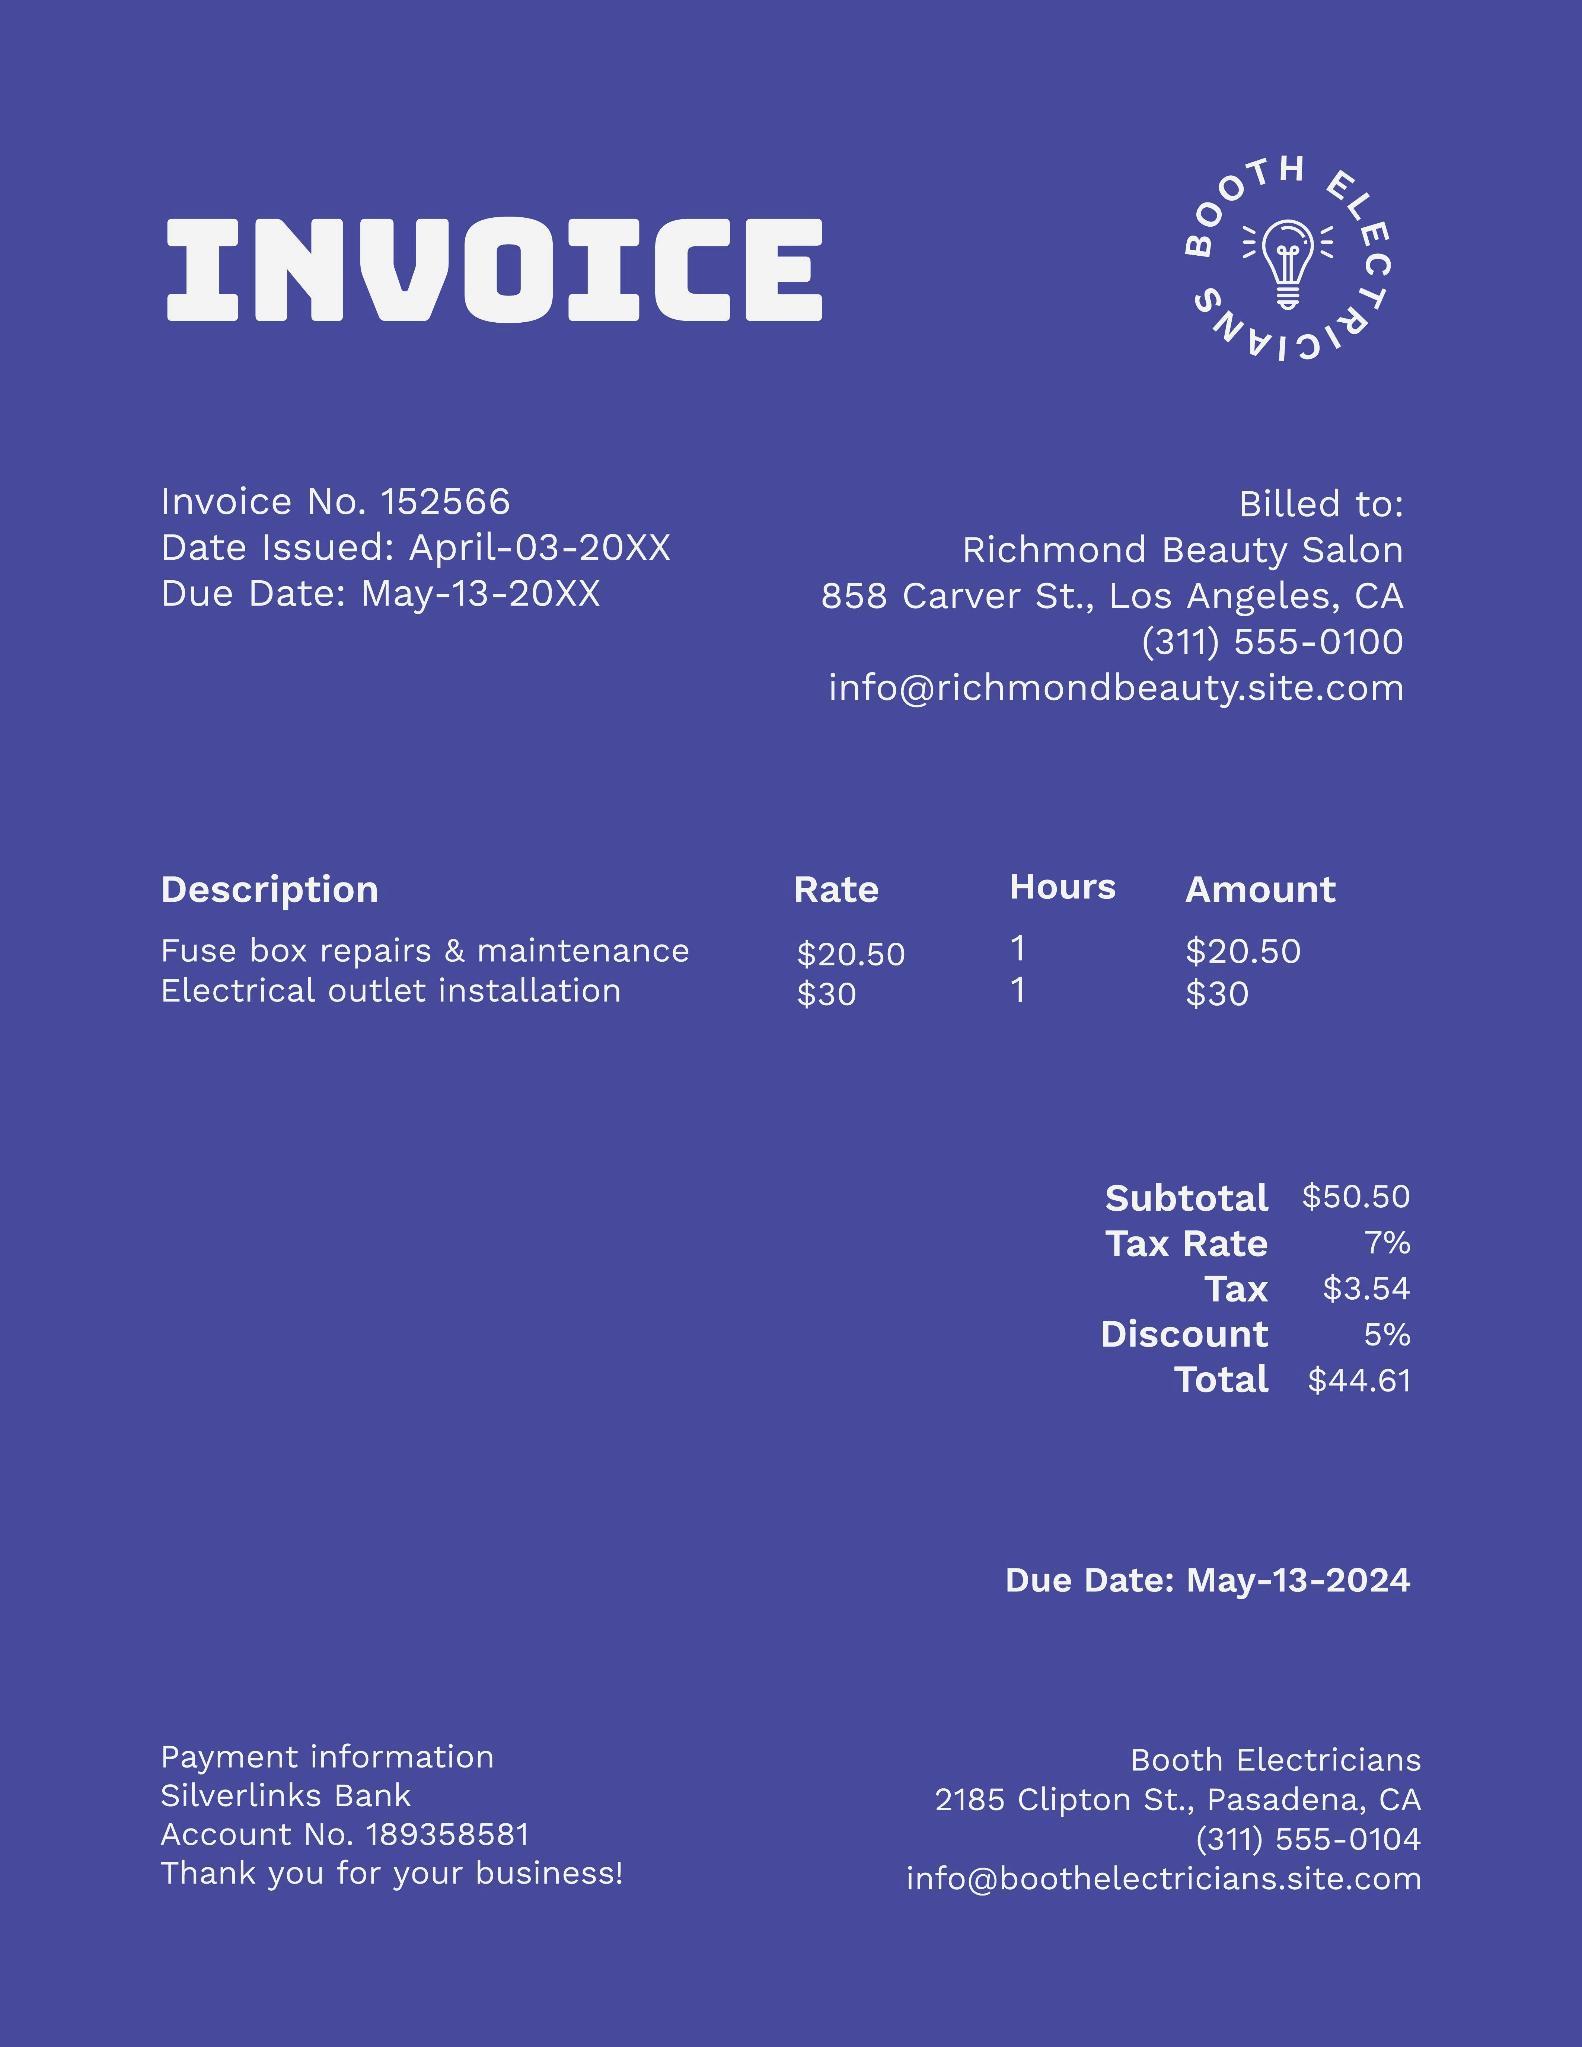 INVOICE
BOOTH ELECTRICIANS
Invoice No. 152566
Date Issued: April-03-20XX
Due Date: May-13-20XX
Billed to:
Richmond Beauty Salon
858 Carver St., Los Angeles, CA
(311) 555-0100
info@richmondbeauty.site.com
Description Rate Hours Amount
Fuse box repairs & maintenance $20.50 1 $20.50
Electrical outlet installation $30 1 $30
Subtotal $50.50
Tax Rate 7%
Tax $3.54
Discount 5%
Total $44.61
Due Date: May-13-2024
Payment information
Silverlinks Bank
Account No. 189358581
Thank you for your business!
Booth Electricians
2185 Clipton St., Pasadena, CA
(311) 555-0104
info@boothelectricians.site.com